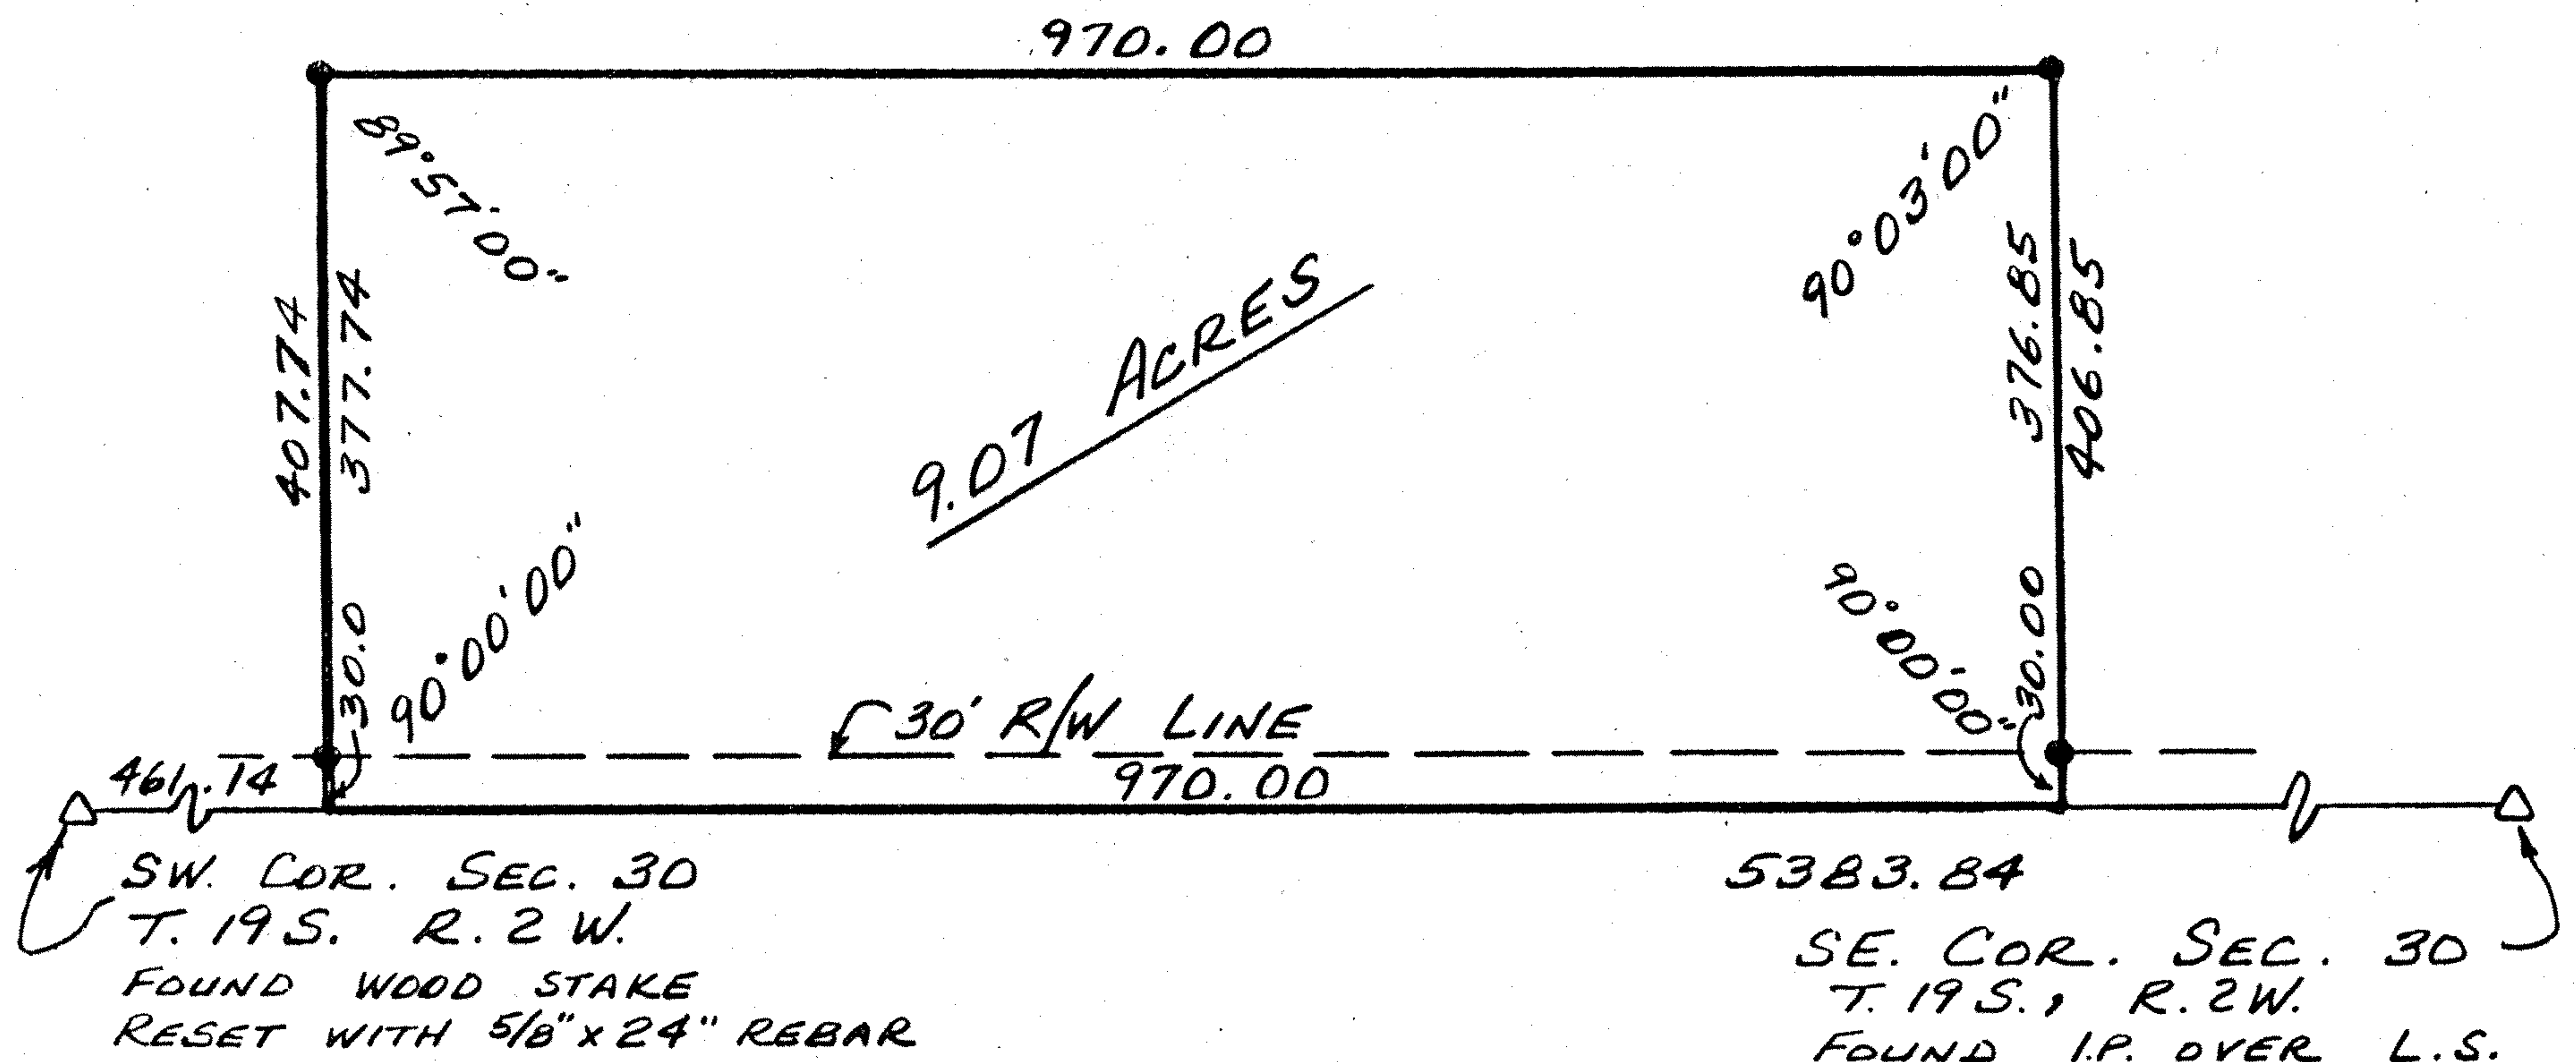 970.00
89°57'00"
90°03'00"
407.74
377.74
376.85
406.85
9.07 ACRES
30.0
90°00'00"
90°00'00"
30.00
30' R/W LINE
461.14
970.00
SW. COR. SEC. 30
T. 19 S. R. 2 W.
FOUND WOOD STAKE
RESET WITH 5/8" x 24" REBAR
5383.84
SE. COR. SEC. 30
T. 19 S., R. 2 W.
FOUND I.P. OVER L.S.